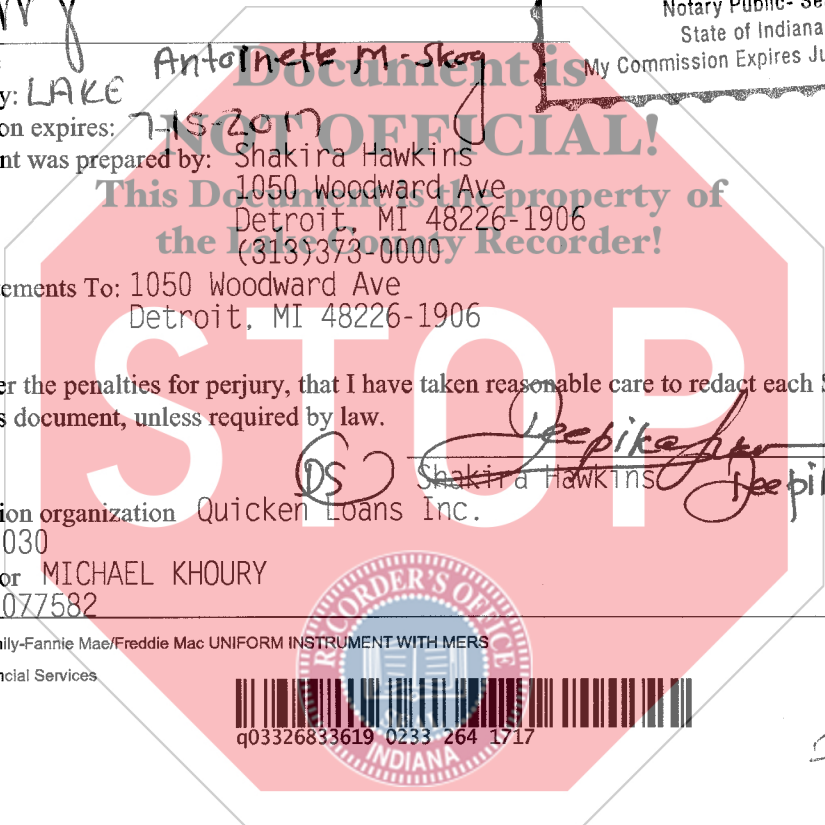 Notary Public- Se
State of Indiana
My Commission Expires Ju
Antoinette M-Skog
y: LAKE
on expires: 7-15-2017
nt was prepared by: Shakira Hawkins
1050 Woodward Ave
Detroit, MI 48226-1906
(313)373-0000
Document is
NOT OFFICIAL!
This Document is the property of
the Lake County Recorder!
ements To: 1050 Woodward Ave
Detroit, MI 48226-1906
STOP
er the penalties for perjury, that I have taken reasonable care to redact each S
s document, unless required by law.
Deepika
DS
Shakira Hawkins
Deepi
ion organization Quicken Loans Inc.
030
or MICHAEL KHOURY
077582
RECORDER'S OFFICE
nily-Fannie Mae/Freddie Mac UNIFORM INSTRUMENT WITH MERS
ncial Services
SEAL
q03326833619 0233 264 1717
INDIANA